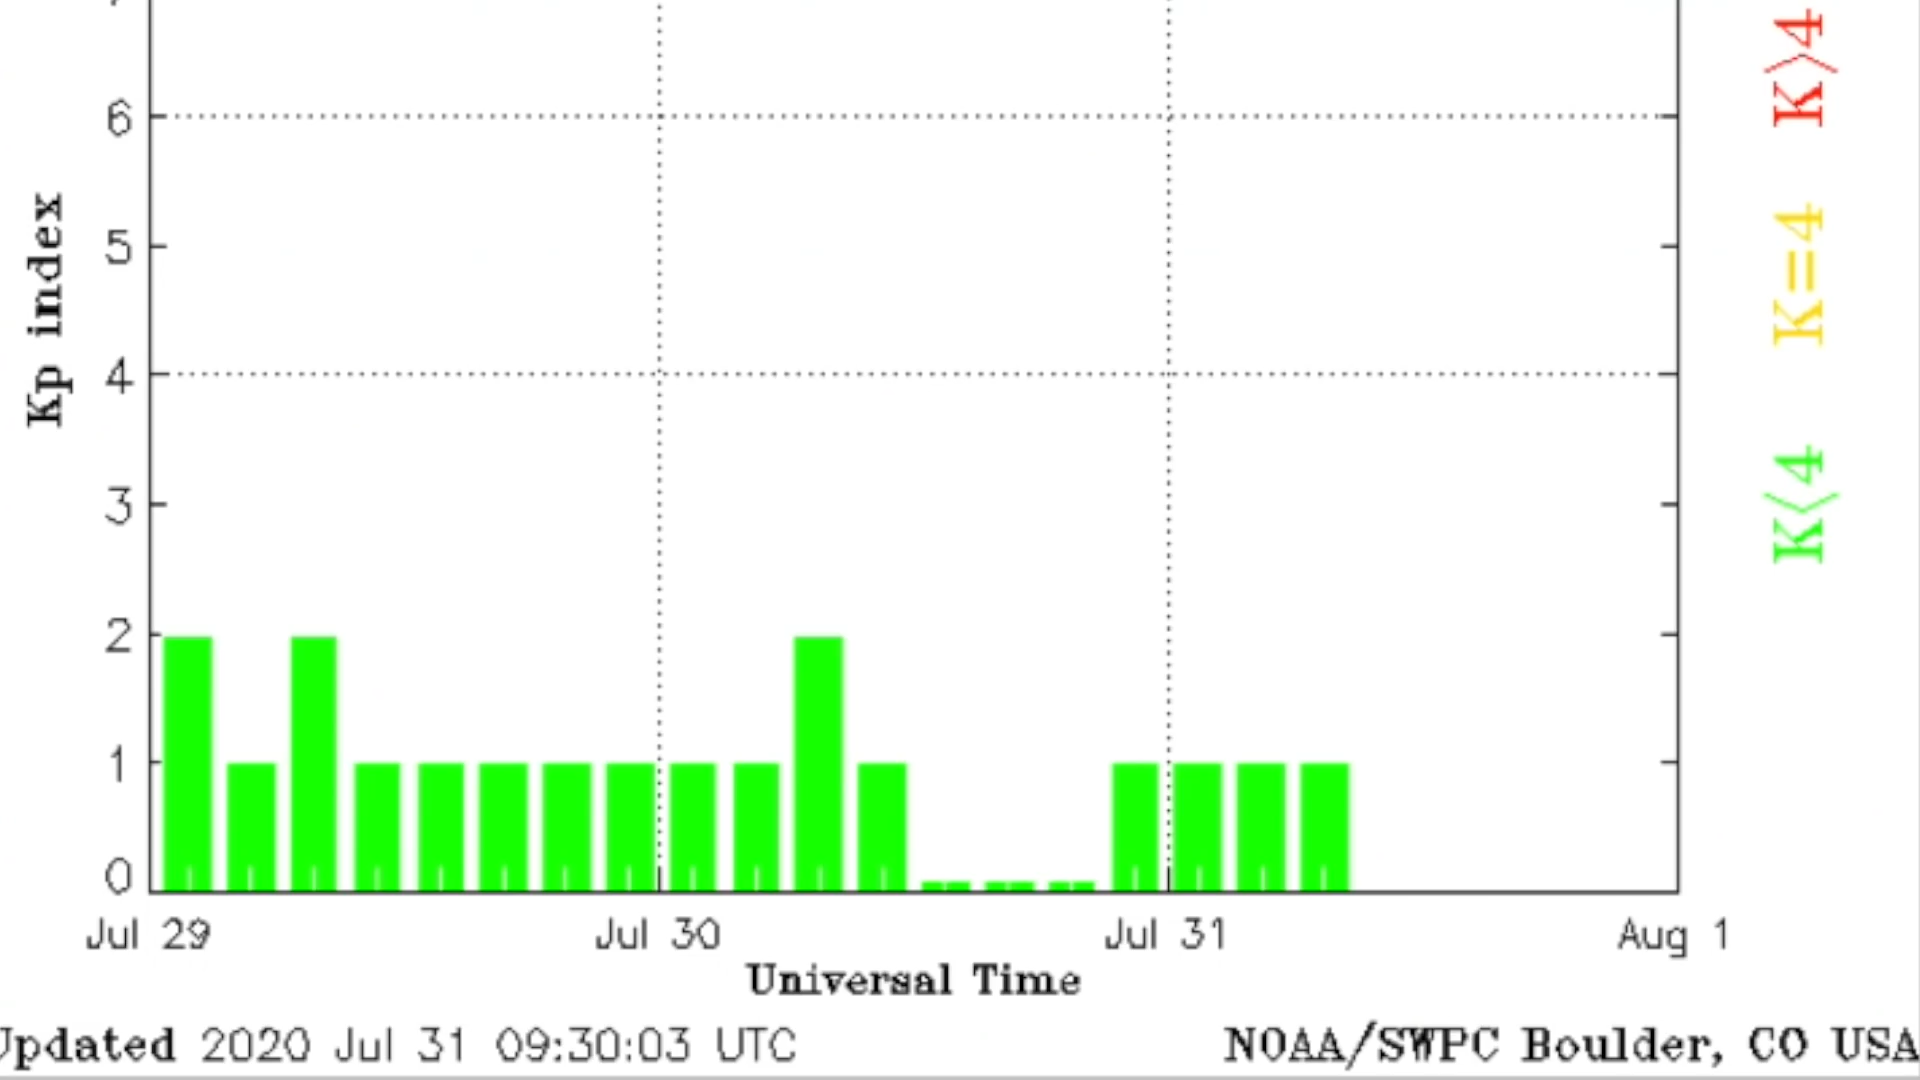 K>4
6
5
K=4
Kp index
4
3
K<4
2
1
0
Jul 29 Jul 30 Jul 31 Aug 1
Universal Time
Updated 2020 Jul 31 09:30:03 UTC NOAA/SWPC Boulder, CO USA